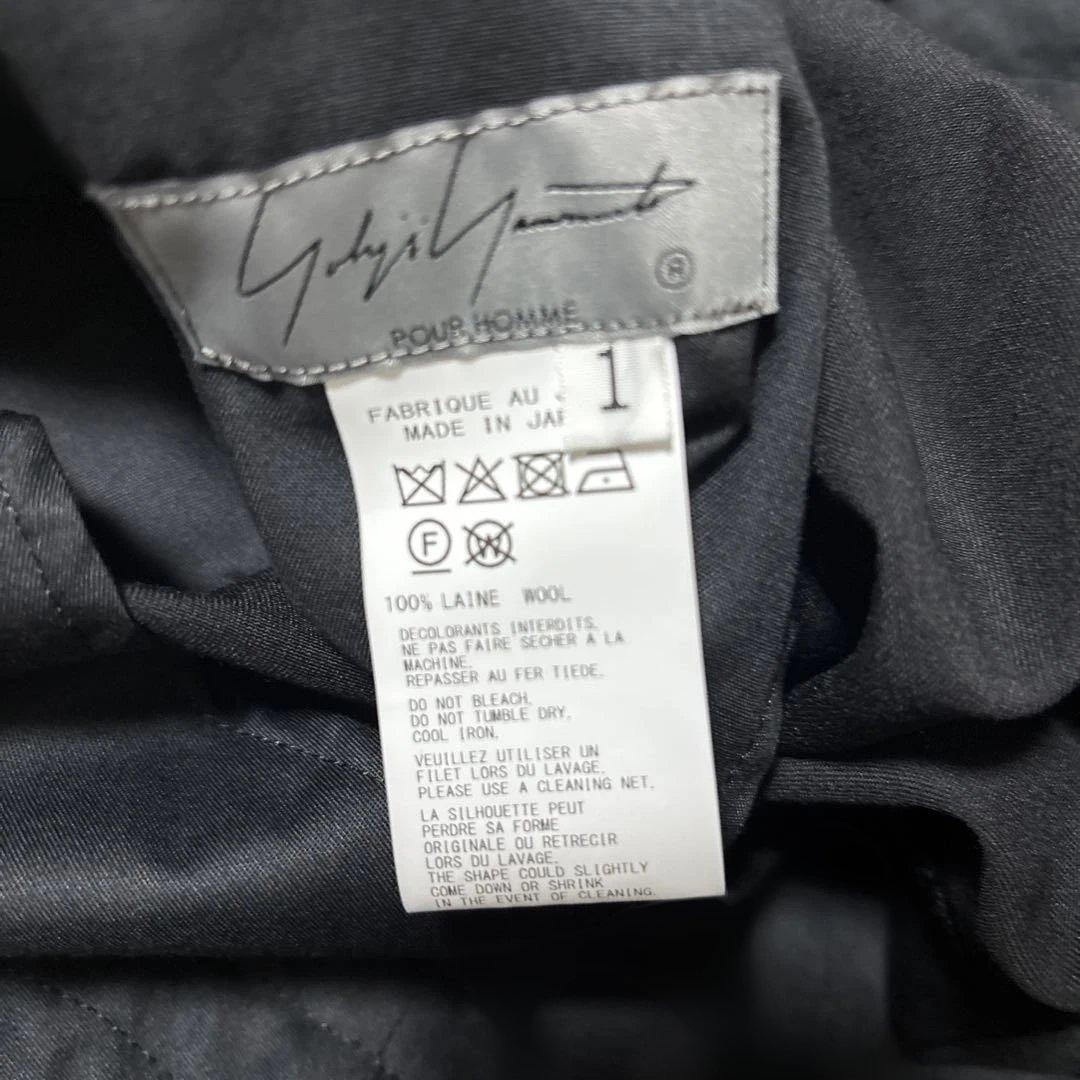 Yohji Yamamoto
®
POUR HOMME
1
FABRIQUE AU
MADE IN JAP
F W
100% LAINE WOOL
DECOLORANTS INTERDITS.
NE PAS FAIRE SECHER A LA
MACHINE.
REPASSER AU FER TIEDE.
DO NOT BLEACH.
DO NOT TUMBLE DRY.
COOL IRON.
VEUILLEZ UTILISER UN
FILET LORS DU LAVAGE.
PLEASE USE A CLEANING NET.
LA SILHOUETTE PEUT
PERDRE SA FORME
ORIGINALE OU RETRECIR
LORS DU LAVAGE.
THE SHAPE COULD SLIGHTLY
COME DOWN OR SHRINK
IN THE EVENT OF CLEANING.